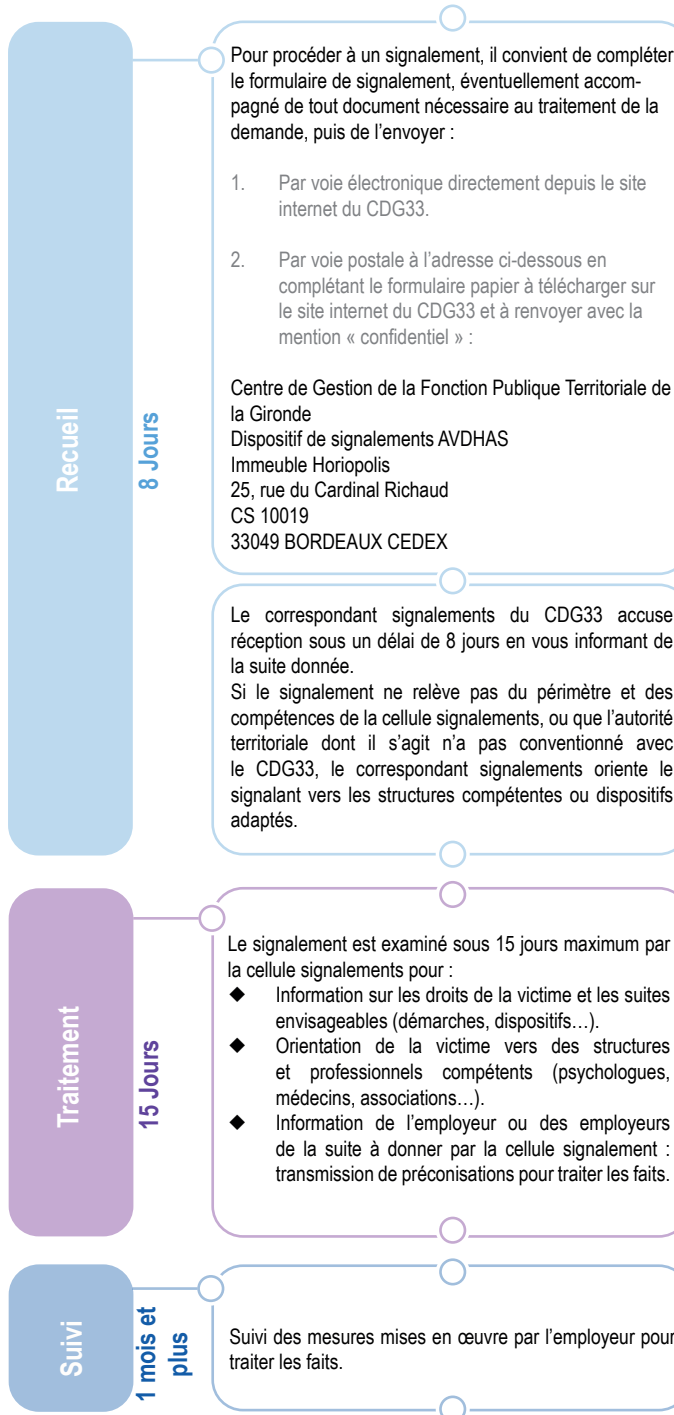 Recueil
8 Jours
Pour procéder à un signalement, il convient de compléter
le formulaire de signalement, éventuellement accom-
pagné de tout document nécessaire au traitement de la
demande, puis de l’envoyer :
1. Par voie électronique directement depuis le site
internet du CDG33.
2. Par voie postale à l’adresse ci-dessous en
complétant le formulaire papier à télécharger sur
le site internet du CDG33 et à renvoyer avec la
mention « confidentiel » :
Centre de Gestion de la Fonction Publique Territoriale de
la Gironde
Dispositif de signalements AVDHAS
Immeuble Horiopolis
25, rue du Cardinal Richaud
CS 10019
33049 BORDEAUX CEDEX
Le correspondant signalements du CDG33 accuse
réception sous un délai de 8 jours en vous informant de
la suite donnée.
Si le signalement ne relève pas du périmètre et des
compétences de la cellule signalements, ou que l’autorité
territoriale dont il s’agit n’a pas conventionné avec
le CDG33, le correspondant signalements oriente le
signalant vers les structures compétentes ou dispositifs
adaptés.
Traitement
15 Jours
Le signalement est examiné sous 15 jours maximum par
la cellule signalements pour :
◆ Information sur les droits de la victime et les suites
envisageables (démarches, dispositifs…).
◆ Orientation de la victime vers des structures
et professionnels compétents (psychologues,
médecins, associations…).
◆ Information de l’employeur ou des employeurs
de la suite à donner par la cellule signalement :
transmission de préconisations pour traiter les faits.
Suivi
1 mois et
plus
Suivi des mesures mises en œuvre par l’employeur pour
traiter les faits.